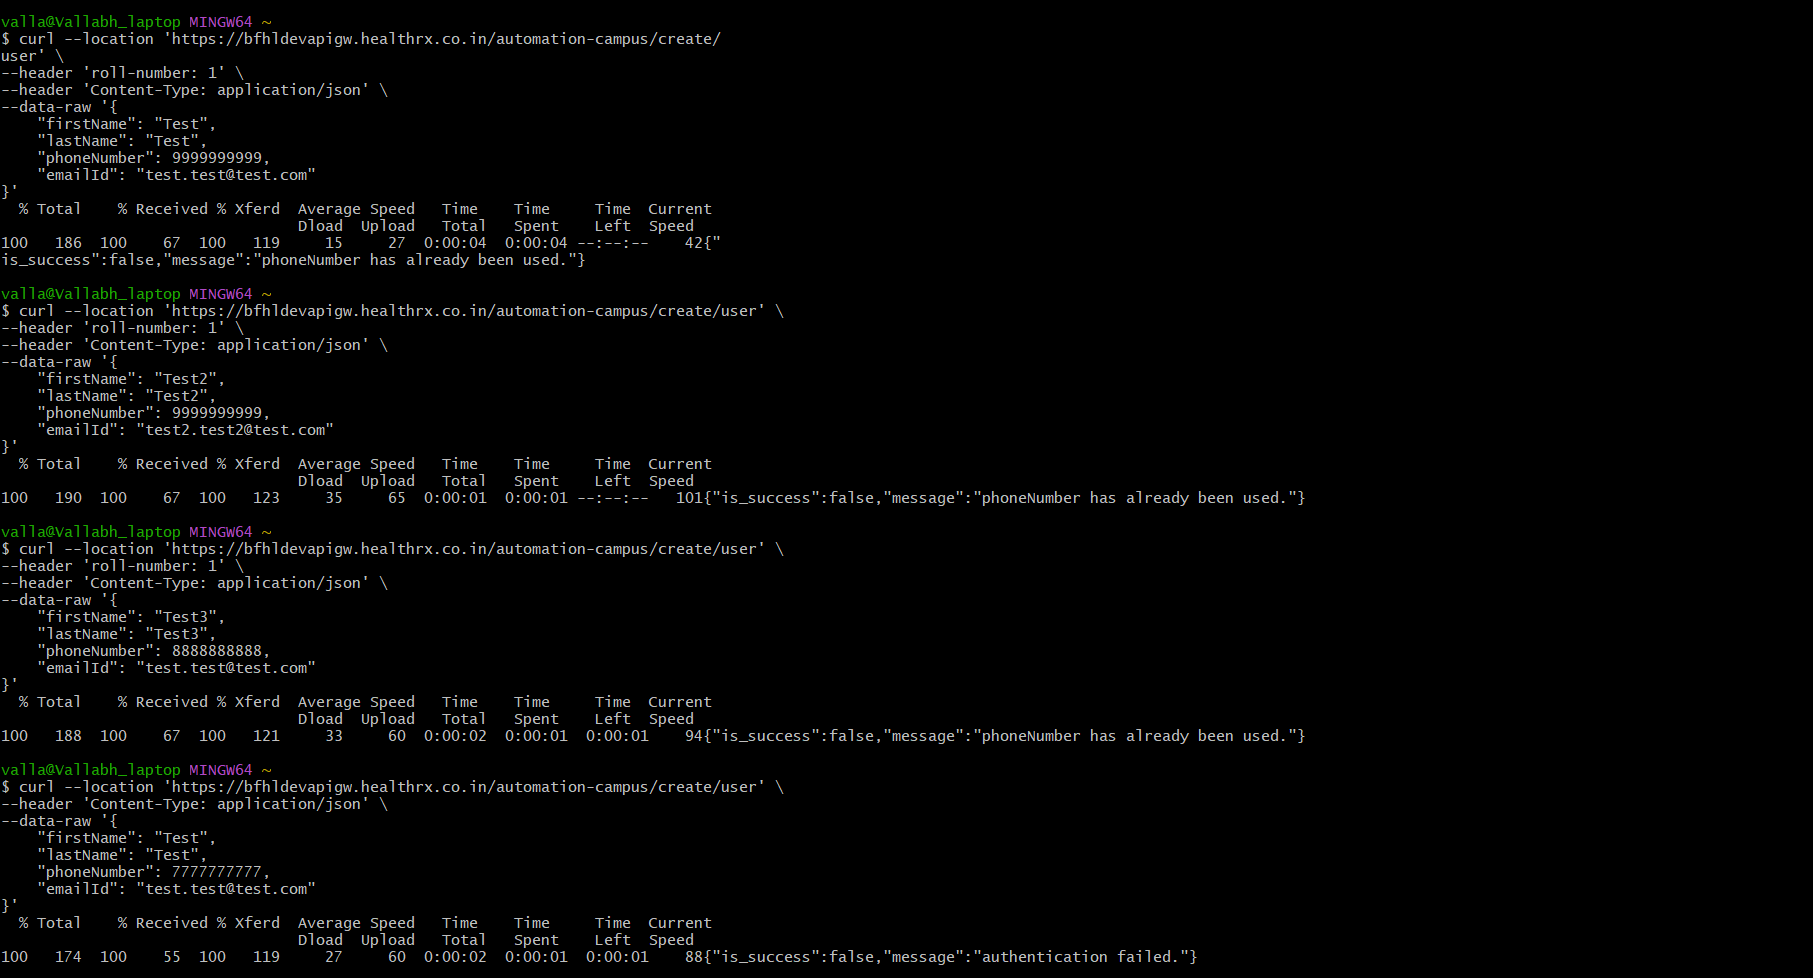 valla@Vallabh_laptop MINGW64 ~
$ curl --location 'https://bfhldevapigw.healthrx.co.in/automation-campus/create/
user' \
--header 'roll-number: 1' \
--header 'Content-Type: application/json' \
--data-raw '{
    "firstName": "Test",
    "lastName": "Test",
    "phoneNumber": 9999999999,
    "emailId": "test.test@test.com"
}'
  % Total    % Received % Xferd  Average Speed   Time    Time     Time  Current
                                 Dload  Upload   Total   Spent    Left  Speed
100   186  100    67  100   119     15     27  0:00:04  0:00:04 --:--:--    42{"
is_success":false,"message":"phoneNumber has already been used."}

valla@Vallabh_laptop MINGW64 ~
$ curl --location 'https://bfhldevapigw.healthrx.co.in/automation-campus/create/user' \
--header 'roll-number: 1' \
--header 'Content-Type: application/json' \
--data-raw '{
    "firstName": "Test2",
    "lastName": "Test2",
    "phoneNumber": 9999999999,
    "emailId": "test2.test2@test.com"
}'
  % Total    % Received % Xferd  Average Speed   Time    Time     Time  Current
                                 Dload  Upload   Total   Spent    Left  Speed
100   190  100    67  100   123     35     65  0:00:01  0:00:01 --:--:--   101{"is_success":false,"message":"phoneNumber has already been used."}

valla@Vallabh_laptop MINGW64 ~
$ curl --location 'https://bfhldevapigw.healthrx.co.in/automation-campus/create/user' \
--header 'roll-number: 1' \
--header 'Content-Type: application/json' \
--data-raw '{
    "firstName": "Test3",
    "lastName": "Test3",
    "phoneNumber": 8888888888,
    "emailId": "test.test@test.com"
}'
  % Total    % Received % Xferd  Average Speed   Time    Time     Time  Current
                                 Dload  Upload   Total   Spent    Left  Speed
100   188  100    67  100   121     33     60  0:00:02  0:00:01  0:00:01    94{"is_success":false,"message":"phoneNumber has already been used."}

valla@Vallabh_laptop MINGW64 ~
$ curl --location 'https://bfhldevapigw.healthrx.co.in/automation-campus/create/user' \
--header 'Content-Type: application/json' \
--data-raw '{
    "firstName": "Test",
    "lastName": "Test",
    "phoneNumber": 7777777777,
    "emailId": "test.test@test.com"
}'
  % Total    % Received % Xferd  Average Speed   Time    Time     Time  Current
                                 Dload  Upload   Total   Spent    Left  Speed
100   174  100    55  100   119     27     60  0:00:02  0:00:01  0:00:01    88{"is_success":false,"message":"authentication failed."}